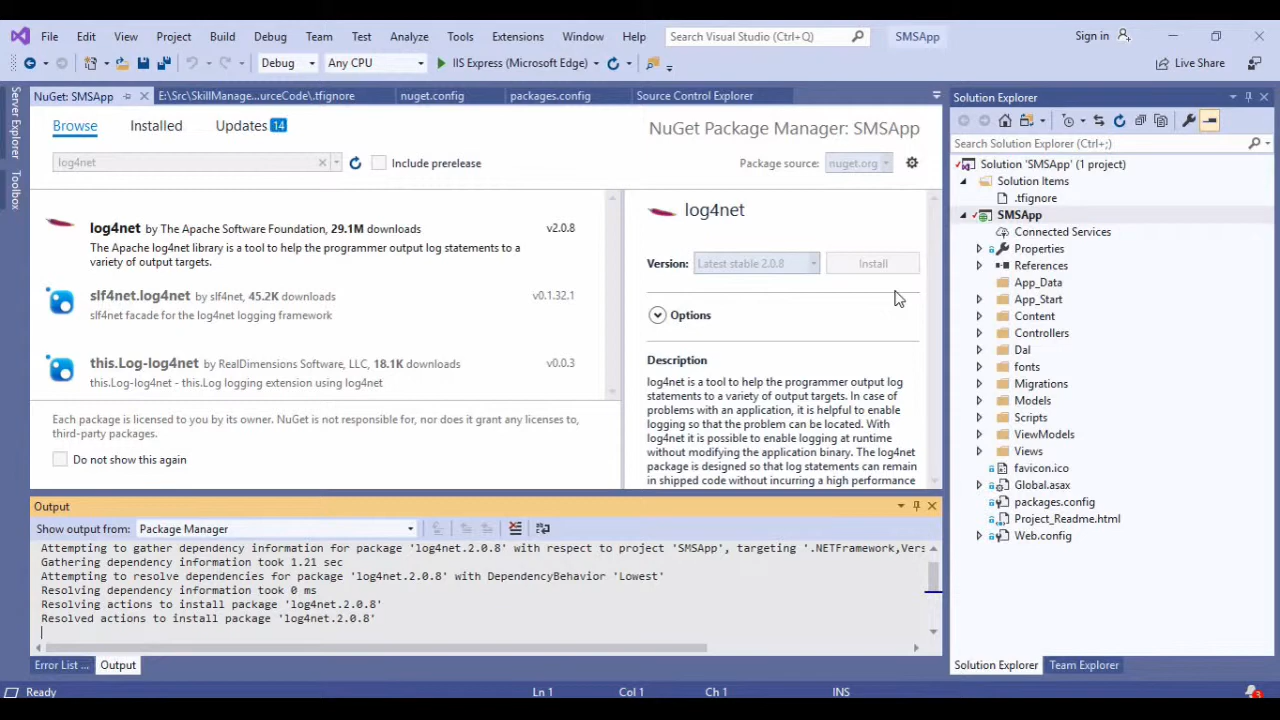 File Edit View Project Build Debug Team Test Analyze Tools Extensions Window Help Search Visual Studio (Ctrl+Q) SMSApp Sign in
Debug Any CPU IIS Express (Microsoft Edge) Live Share
Server Explorer
Toolbox
NuGet: SMSApp E:\Src\SkillManage...urceCode\.tfignore nuget.config packages.config Source Control Explorer
Browse Installed Updates 14
NuGet Package Manager: SMSApp
log4net Include prerelease
Package source: nuget.org
log4net by The Apache Software Foundation, 29.1M downloads v2.0.8
The Apache log4net library is a tool to help the programmer output log statements to a
variety of output targets.
slf4net.log4net by slf4net, 45.2K downloads v0.1.32.1
slf4net facade for the log4net logging framework
this.Log-log4net by RealDimensions Software, LLC, 18.1K downloads v0.0.3
this.Log-log4net - this.Log logging extension using log4net
Each package is licensed to you by its owner. NuGet is not responsible for, nor does it grant any licenses to,
third-party packages.
Do not show this again
log4net
Version: Latest stable 2.0.8 Install
Options
Description
log4net is a tool to help the programmer output log
statements to a variety of output targets. In case of
problems with an application, it is helpful to enable
logging so that the problem can be located. With
log4net it is possible to enable logging at runtime
without modifying the application binary. The log4net
package is designed so that log statements can remain
in shipped code without incurring a high performance
Output
Show output from: Package Manager
Attempting to gather dependency information for package 'log4net.2.0.8' with respect to project 'SMSApp', targeting '.NETFramework,Vers
Gathering dependency information took 1.21 sec
Attempting to resolve dependencies for package 'log4net.2.0.8' with DependencyBehavior 'Lowest'
Resolving dependency information took 0 ms
Resolving actions to install package 'log4net.2.0.8'
Resolved actions to install package 'log4net.2.0.8'
Error List ... Output
Solution Explorer
Search Solution Explorer (Ctrl+;)
Solution 'SMSApp' (1 project)
Solution Items
.tfignore
SMSApp
Connected Services
Properties
References
App_Data
App_Start
Content
Controllers
Dal
fonts
Migrations
Models
Scripts
ViewModels
Views
favicon.ico
Global.asax
packages.config
Project_Readme.html
Web.config
Solution Explorer Team Explorer
Ready Ln 1 Col 1 Ch 1 INS 3